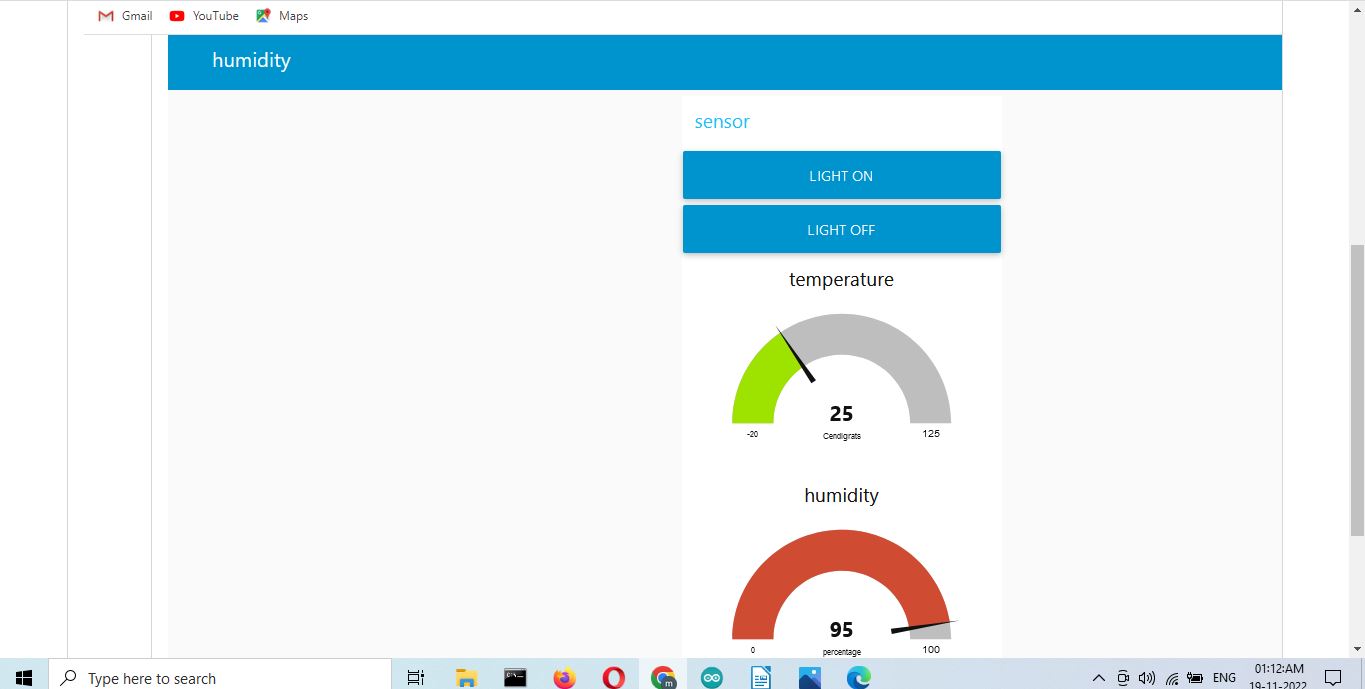 Gmail YouTube Maps
humidity
sensor
LIGHT ON
LIGHT OFF
temperature
25
-20 Cendigrats 125
humidity
95
0 percentage 100
Type here to search
m
ENG
01:12:AM
19-11-2022